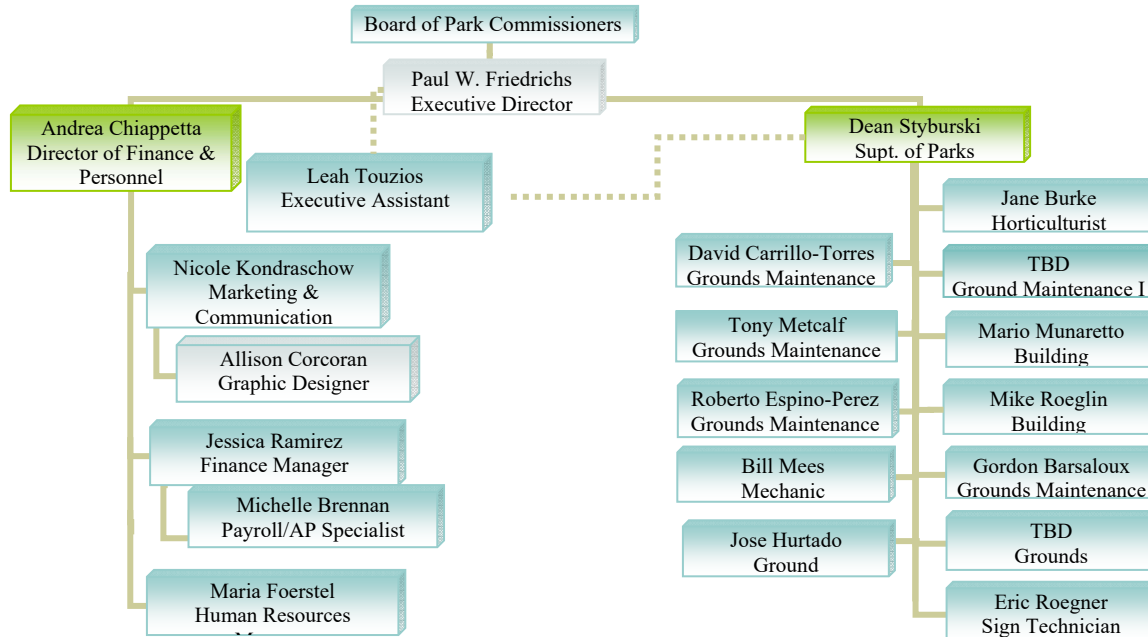 Board of Park Commissioners
Paul W. Friedrichs
Executive Director
Andrea Chiappetta
Director of Finance &
Personnel
Leah Touzios
Executive Assistant
Dean Styburski
Supt. of Parks
Nicole Kondraschow
Marketing &
Communication
Allison Corcoran
Graphic Designer
Jessica Ramirez
Finance Manager
Michelle Brennan
Payroll/AP Specialist
Maria Foerstel
Human Resources
David Carrillo-Torres
Grounds Maintenance
Tony Metcalf
Grounds Maintenance
Roberto Espino-Perez
Grounds Maintenance
Bill Mees
Mechanic
Jose Hurtado
Ground
Jane Burke
Horticulturist
TBD
Ground Maintenance I
Mario Munaretto
Building
Mike Roeglin
Building
Gordon Barsaloux
Grounds Maintenance
TBD
Grounds
Eric Roegner
Sign Technician